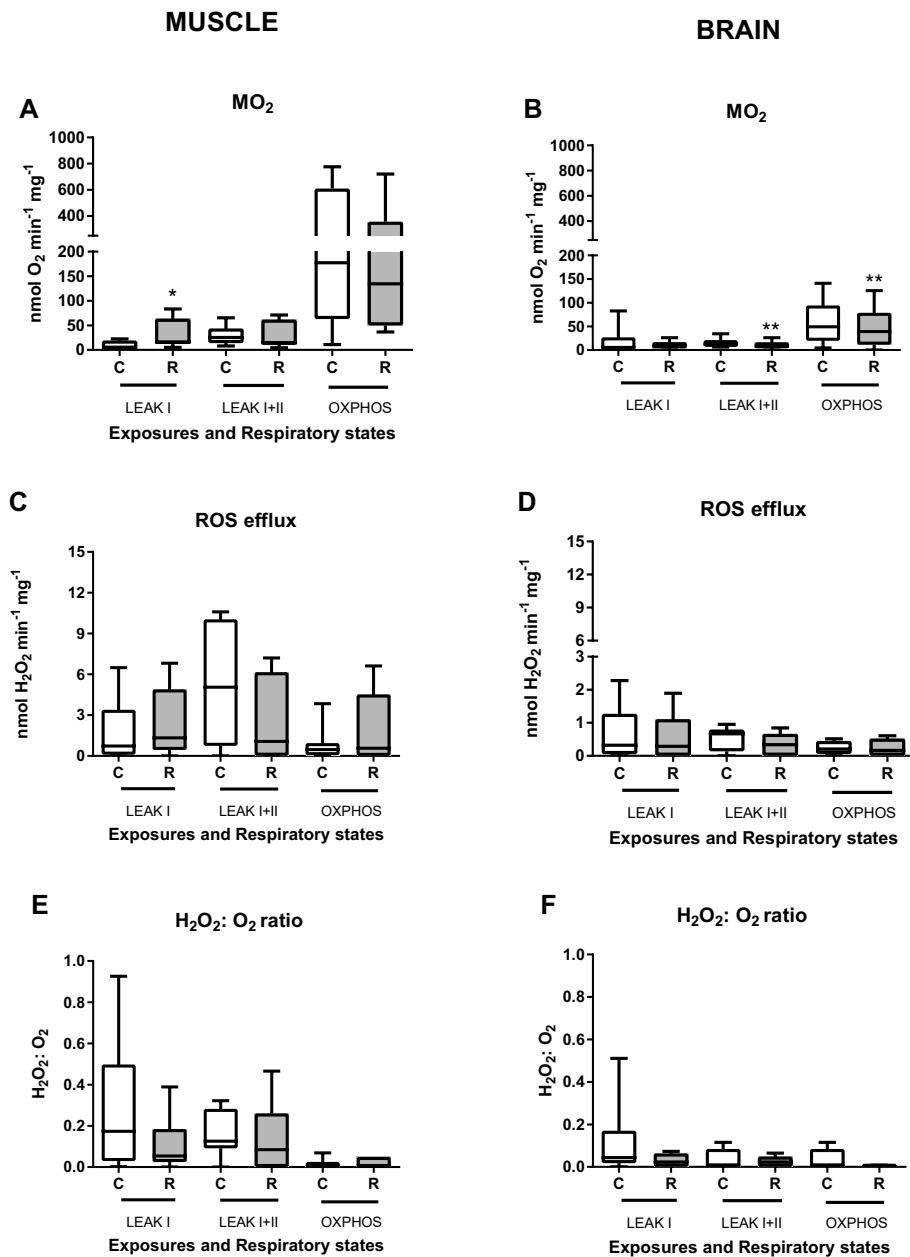 MUSCLE
BRAIN
A
MO₂
nmol O₂ min⁻¹ mg⁻¹
1000
800
600
400
200
150
100
50
0
*
C R C R C R
LEAK I LEAK I+II OXPHOS
Exposures and Respiratory states
B
MO₂
nmol O₂ min⁻¹ mg⁻¹
1000
800
600
400
200
150
100
50
0
** **
C R C R C R
LEAK I LEAK I+II OXPHOS
Exposures and Respiratory states
C
ROS efflux
nmol H₂O₂ min⁻¹ mg⁻¹
15
12
9
6
3
0
C R C R C R
LEAK I LEAK I+II OXPHOS
Exposures and Respiratory states
D
ROS efflux
nmol H₂O₂ min⁻¹ mg⁻¹
15
12
9
6
3
2
1
0
C R C R C R
LEAK I LEAK I+II OXPHOS
Exposures and Respiratory states
E
H₂O₂: O₂ ratio
H₂O₂: O₂
1.0
0.8
0.6
0.4
0.2
0.0
C R C R C R
LEAK I LEAK I+II OXPHOS
Exposures and Respiratory states
F
H₂O₂: O₂ ratio
H₂O₂: O₂
1.0
0.8
0.6
0.4
0.2
0.0
C R C R C R
LEAK I LEAK I+II OXPHOS
Exposures and Respiratory states